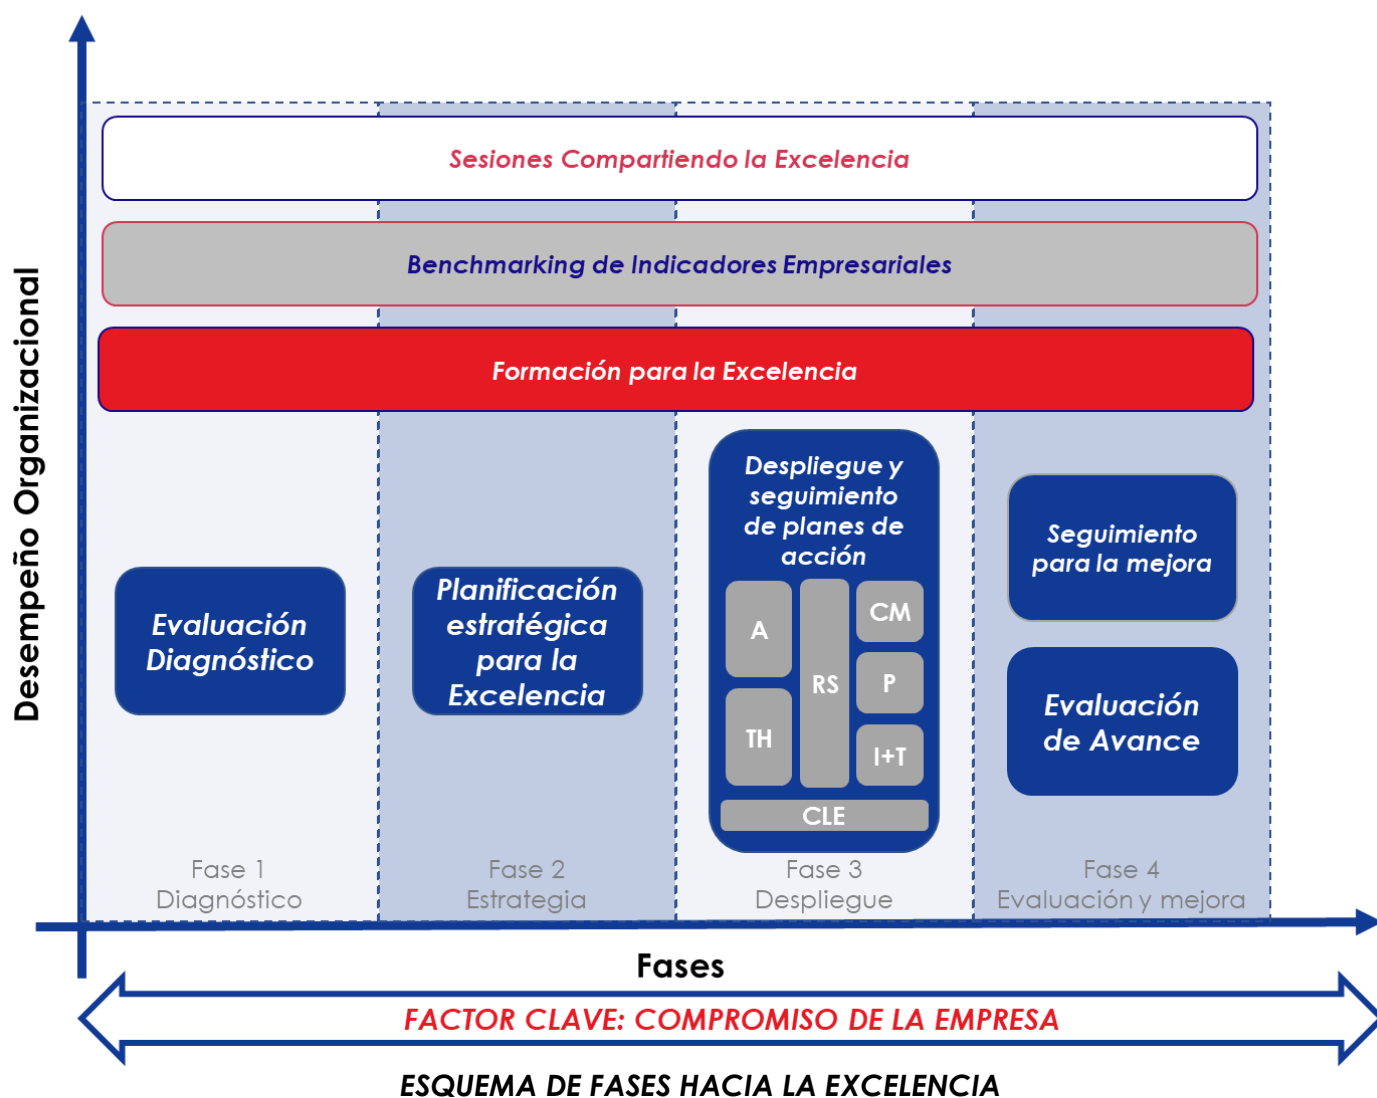 Desempeño Organizacional
Sesiones Compartiendo la Excelencia
Benchmarking de Indicadores Empresariales
Formación para la Excelencia
Evaluación
Diagnóstico
Planificación
estratégica
para la
Excelencia
Despliegue y
seguimiento
de planes de
acción
A
TH
RS
CM
P
I+T
CLE
Seguimiento
para la mejora
Evaluación
de Avance
Fase 1
Diagnóstico
Fase 2
Estrategia
Fase 3
Despliegue
Fase 4
Evaluación y mejora
Fases
FACTOR CLAVE: COMPROMISO DE LA EMPRESA
ESQUEMA DE FASES HACIA LA EXCELENCIA